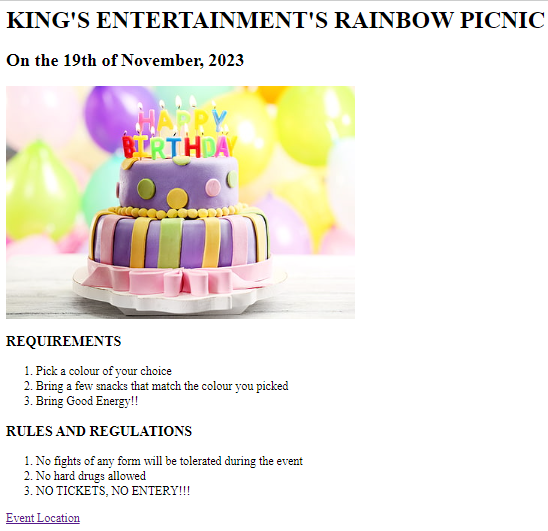 KING'S ENTERTAINMENT'S RAINBOW PICNIC
On the 19th of November, 2023
HAPPY
BIRTHDAY
REQUIREMENTS
1. Pick a colour of your choice
2. Bring a few snacks that match the colour you picked
3. Bring Good Energy!!
RULES AND REGULATIONS
1. No fights of any form will be tolerated during the event
2. No hard drugs allowed
3. NO TICKETS, NO ENTERY!!!
Event Location